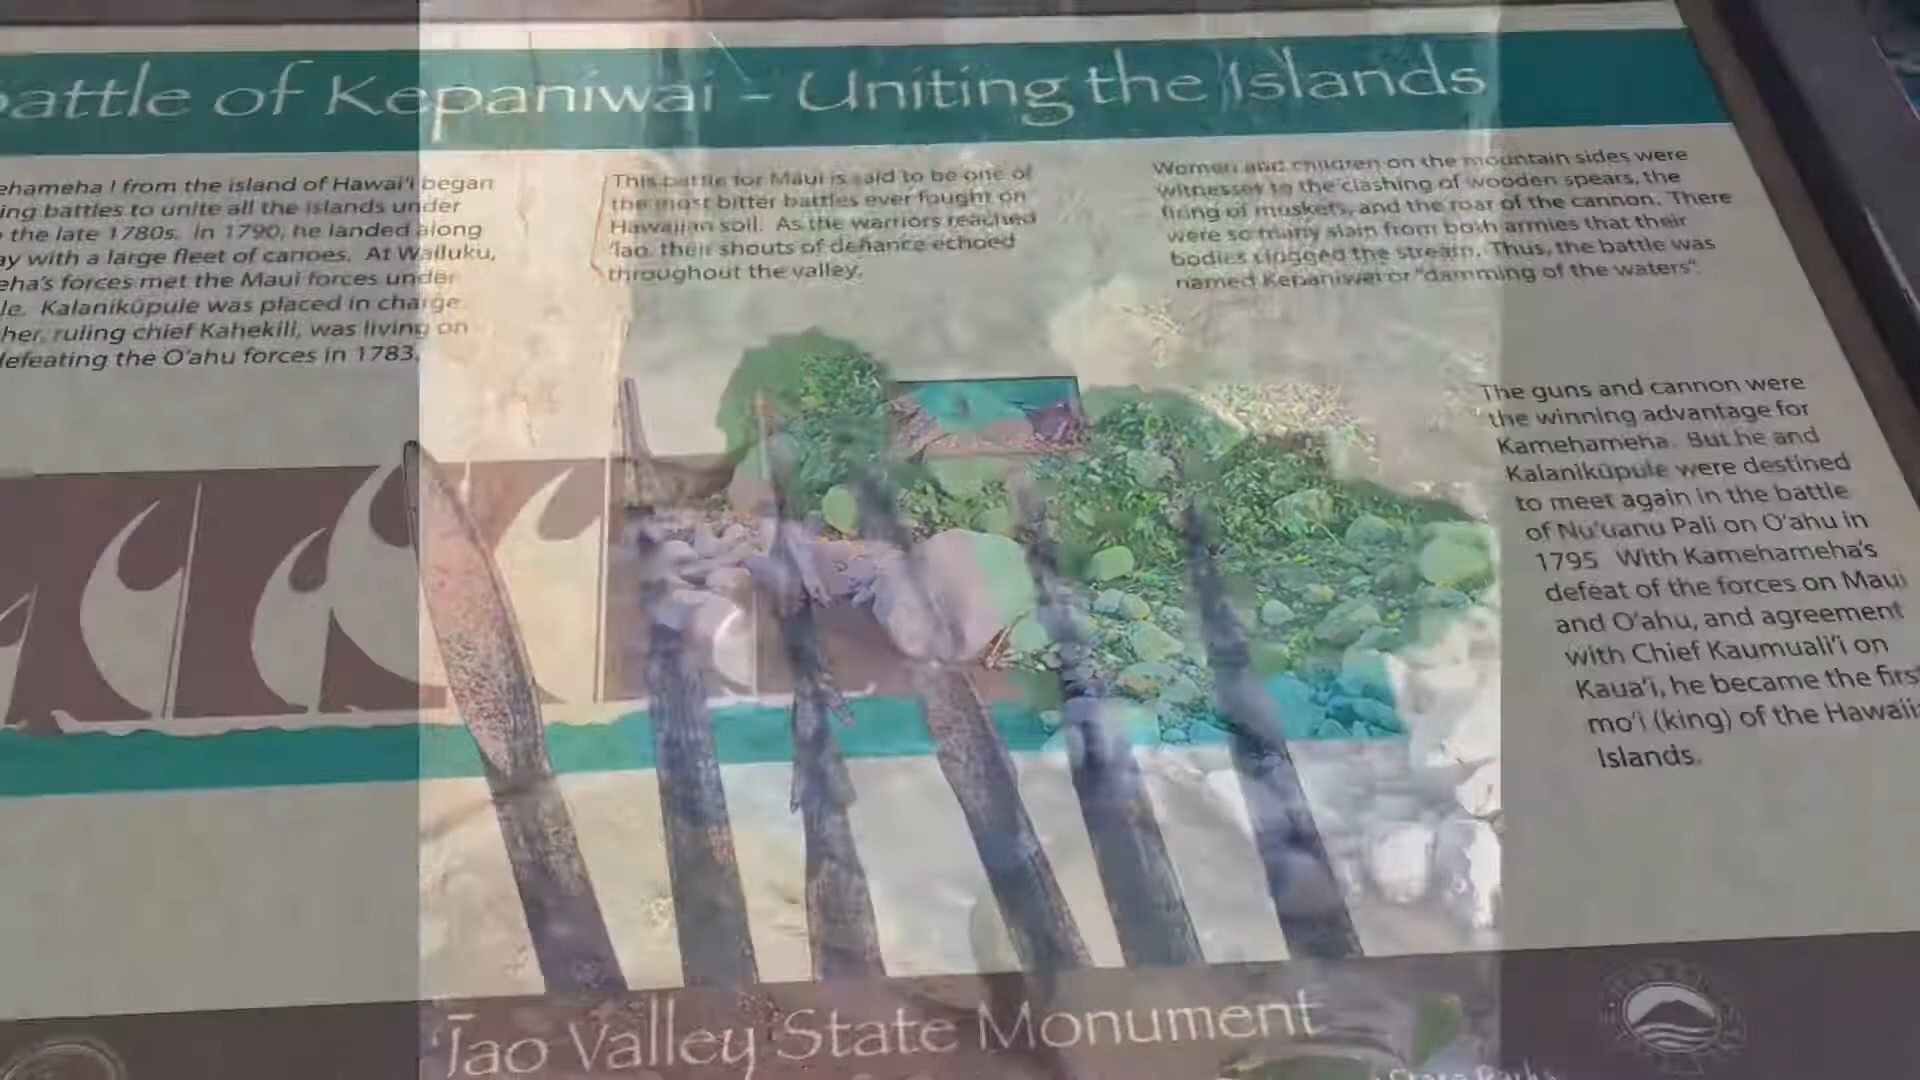 Battle of Kepaniwai - Uniting the Islands
ehameha I from the island of Hawai'i began
ing battles to unite all the islands under
the late 1780s. In 1790, he landed along
ay with a large fleet of canoes. At Wailuku,
eha's forces met the Maui forces under
le. Kalanikūpule was placed in charge
her, ruling chief Kahekili, was living on
defeating the O'ahu forces in 1783.
This battle for Maui is said to be one of
the most bitter battles ever fought on
Hawaiian soil. As the warriors reached
'Īao, their shouts of defiance echoed
throughout the valley.
Women and children on the mountain sides were
witnesses to the clashing of wooden spears, the
firing of muskets, and the roar of the cannon. There
were so many slain from both armies that their
bodies clogged the stream. Thus, the battle was
named Kepaniwai or "damming of the waters"
The guns and cannon were
the winning advantage for
Kamehameha. But he and
Kalanikūpule were destined
to meet again in the battle
of Nu'uanu Pali on O'ahu in
1795. With Kamehameha's
defeat of the forces on Maui
and O'ahu, and agreement
with Chief Kaumuali'i on
Kaua'i, he became the first
mo'ī (king) of the Hawaii
Islands.
'Īao Valley State Monument
State Parks